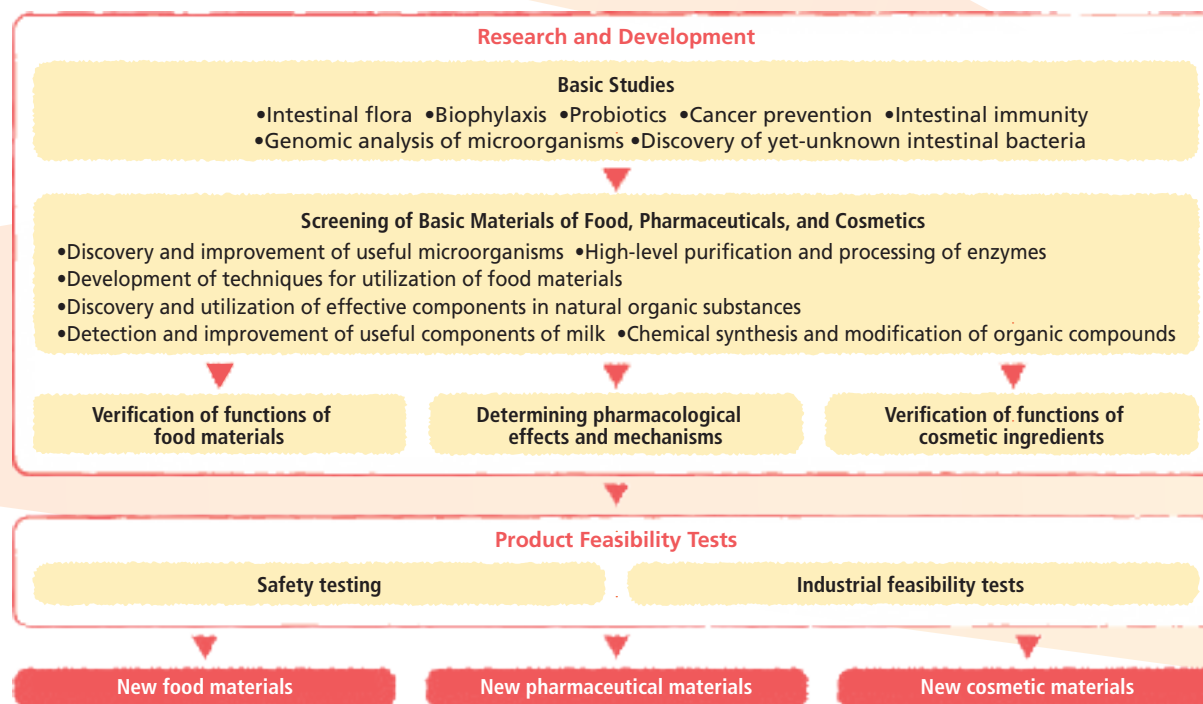 Research and Development
Basic Studies
•Intestinal flora •Biophylaxis •Probiotics •Cancer prevention •Intestinal immunity
•Genomic analysis of microorganisms •Discovery of yet-unknown intestinal bacteria
Screening of Basic Materials of Food, Pharmaceuticals, and Cosmetics
•Discovery and improvement of useful microorganisms •High-level purification and processing of enzymes
•Development of techniques for utilization of food materials
•Discovery and utilization of effective components in natural organic substances
•Detection and improvement of useful components of milk •Chemical synthesis and modification of organic compounds
Verification of functions of
food materials
Determining pharmacological
effects and mechanisms
Verification of functions of
cosmetic ingredients
Product Feasibility Tests
Safety testing
Industrial feasibility tests
New food materials
New pharmaceutical materials
New cosmetic materials